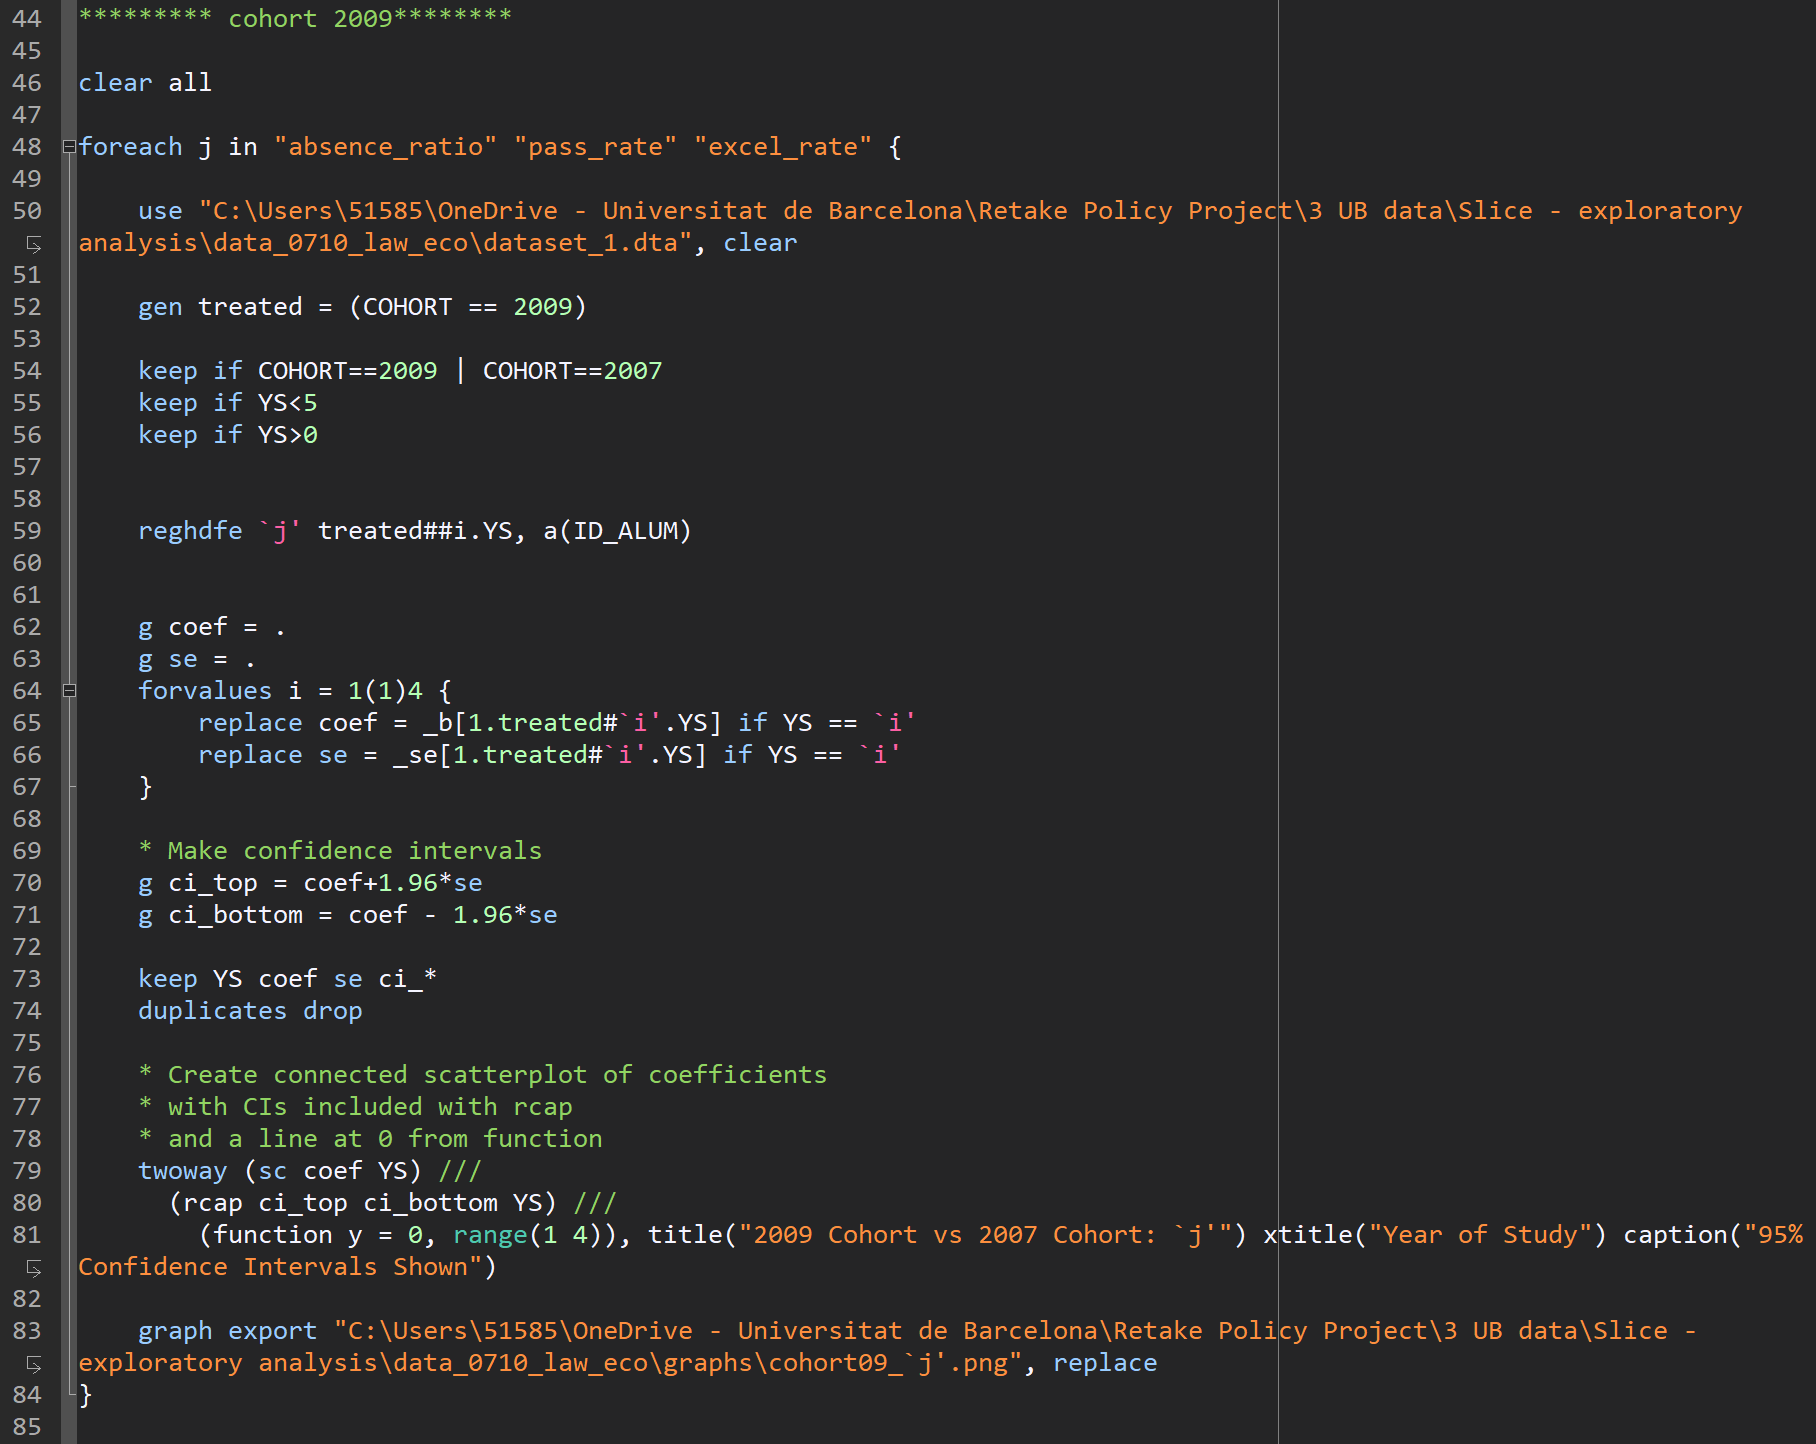 44 ********* cohort 2009********
45
46 clear all
47
48 foreach j in "absence_ratio" "pass_rate" "excel_rate" {
49
50     use "C:\Users\51585\OneDrive - Universitat de Barcelona\Retake Policy Project\3 UB data\Slice - exploratory
analysis\data_0710_law_eco\dataset_1.dta", clear
51
52     gen treated = (COHORT == 2009)
53
54     keep if COHORT==2009 | COHORT==2007
55     keep if YS<5
56     keep if YS>0
57
58
59     reghdfe `j' treated##i.YS, a(ID_ALUM)
60
61
62     g coef = .
63     g se = .
64     forvalues i = 1(1)4 {
65         replace coef = _b[1.treated#`i'.YS] if YS == `i'
66         replace se = _se[1.treated#`i'.YS] if YS == `i'
67     }
68
69     * Make confidence intervals
70     g ci_top = coef+1.96*se
71     g ci_bottom = coef - 1.96*se
72
73     keep YS coef se ci_*
74     duplicates drop
75
76     * Create connected scatterplot of coefficients
77     * with CIs included with rcap
78     * and a line at 0 from function
79     twoway (sc coef YS) ///
80       (rcap ci_top ci_bottom YS) ///
81         (function y = 0, range(1 4)), title("2009 Cohort vs 2007 Cohort: `j'") xtitle("Year of Study") caption("95%
Confidence Intervals Shown")
82
83     graph export "C:\Users\51585\OneDrive - Universitat de Barcelona\Retake Policy Project\3 UB data\Slice -
exploratory analysis\data_0710_law_eco\graphs\cohort09_`j'.png", replace
84 }
85